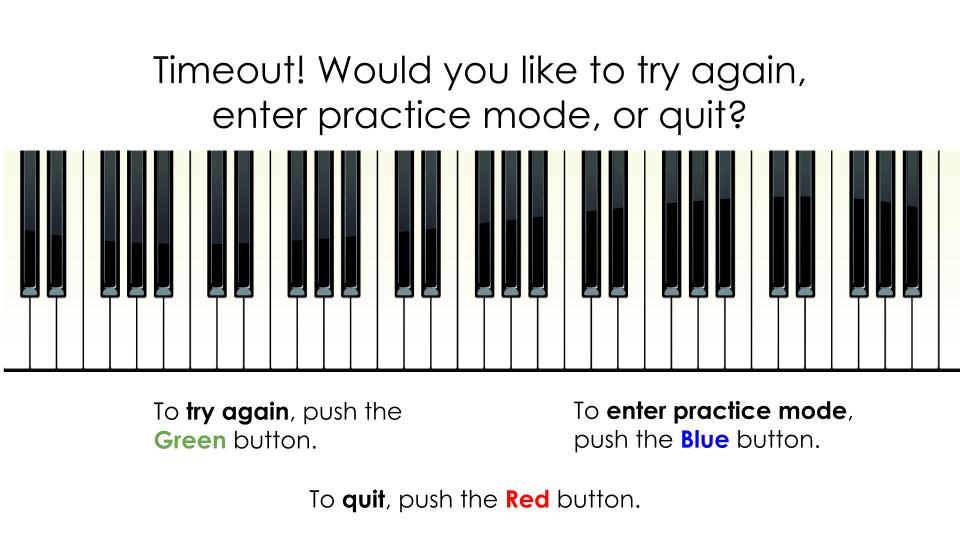 Timeout! Would you like to try again,
enter practice mode, or quit?
To try again, push the
Green button.
To enter practice mode,
push the Blue button.
To quit, push the Red button.